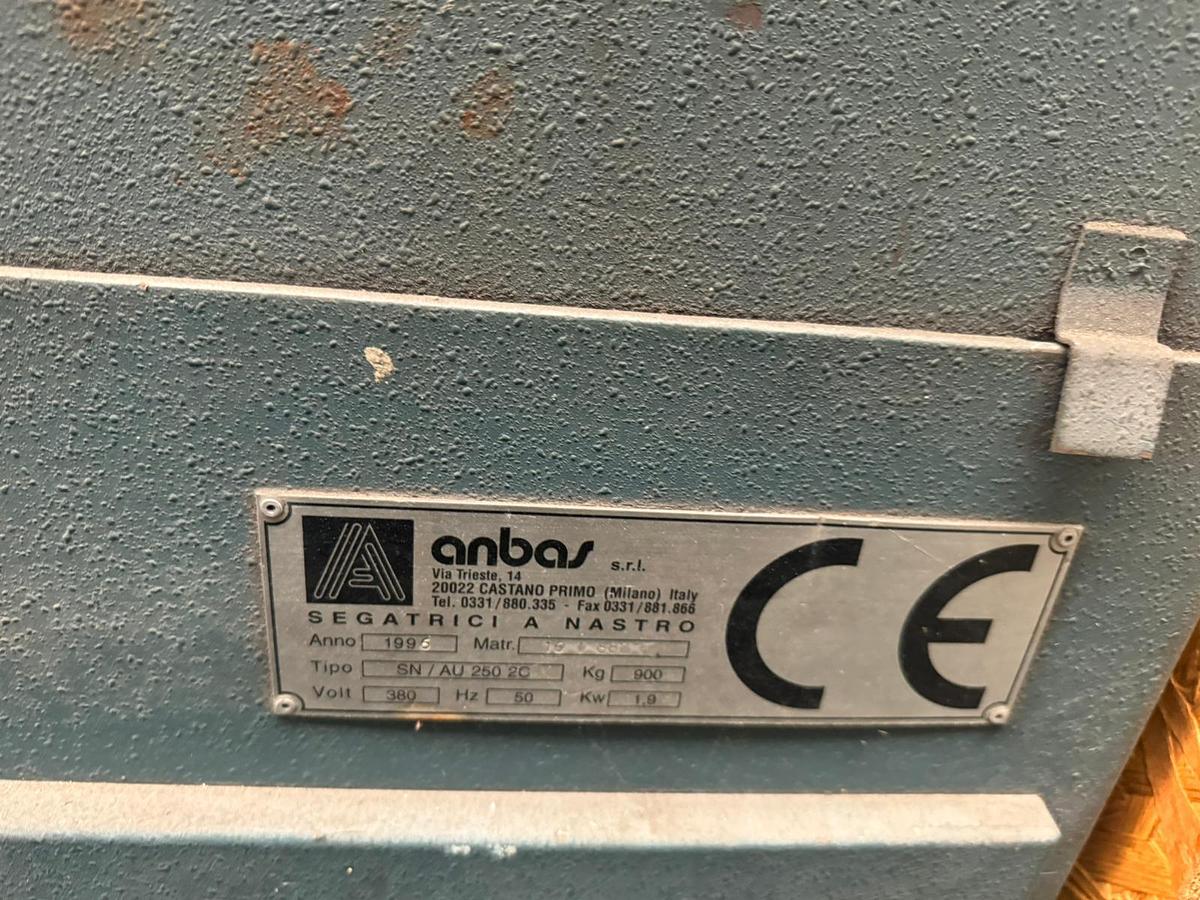 anbas s.r.l.
Via Trieste, 14
20022 CASTANO PRIMO (Milano) Italy
Tel. 0331/880.335 - Fax 0331/881.866
SEGATRICI A NASTRO
Anno 1996 Matr.
Tipo SN / AU 250 2C Kg 900
Volt 380 Hz 50 Kw 1,9
CE